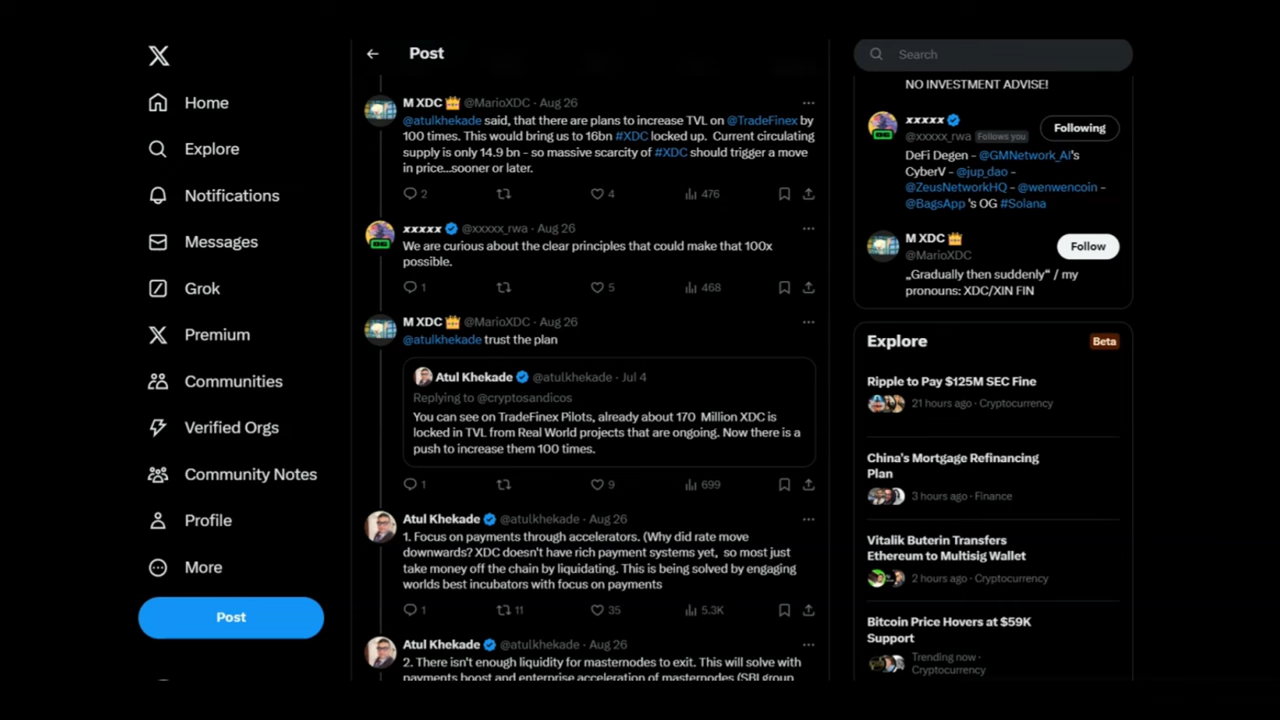 Home
Explore
Notifications
Messages
Grok
Premium
Communities
Verified Orgs
Community Notes
Profile
More
Post
Post
M XDC @MarioXDC · Aug 26
@atulkhekade said, that there are plans to increase TVL on @TradeFinex by
100 times. This would bring us to 16bn #XDC locked up. Current circulating
supply is only 14.9 bn - so massive scarcity of #XDC should trigger a move
in price...sooner or later.
2 4 476
xxxxx @xxxxx_rwa · Aug 26
We are curious about the clear principles that could make that 100x
possible.
1 5 468
M XDC @MarioXDC · Aug 26
@atulkhekade trust the plan
Atul Khekade @atulkhekade · Jul 4
Replying to @cryptosandicos
You can see on TradeFinex Pilots, already about 170 Million XDC is
locked in TVL from Real World projects that are ongoing. Now there is a
push to increase them 100 times.
1 9 699
Atul Khekade @atulkhekade · Aug 26
1. Focus on payments through accelerators. (Why did rate move
downwards? XDC doesn't have rich payment systems yet, so most just
take money off the chain by liquidating. This is being solved by engaging
worlds best incubators with focus on payments
1 11 35 5.3K
Atul Khekade @atulkhekade · Aug 26
2. There isn't enough liquidity for masternodes to exit. This will solve with
payments boost and enterprise acceleration of masternodes (SBI group
Search
NO INVESTMENT ADVISE!
xxxxx
@xxxxx_rwa Follows you
Following
DeFi Degen - @GMNetwork_AI's
CyberV - @jup_dao -
@ZeusNetworkHQ - @wenwencoin -
@BagsApp 's OG #Solana
M XDC
@MarioXDC
Follow
„Gradually then suddenly“ / my
pronouns: XDC/XIN FIN
Explore Beta
Ripple to Pay $125M SEC Fine
21 hours ago · Cryptocurrency
China's Mortgage Refinancing
Plan
3 hours ago · Finance
Vitalik Buterin Transfers
Ethereum to Multisig Wallet
2 hours ago · Cryptocurrency
Bitcoin Price Hovers at $59K
Support
Trending now ·
Cryptocurrency